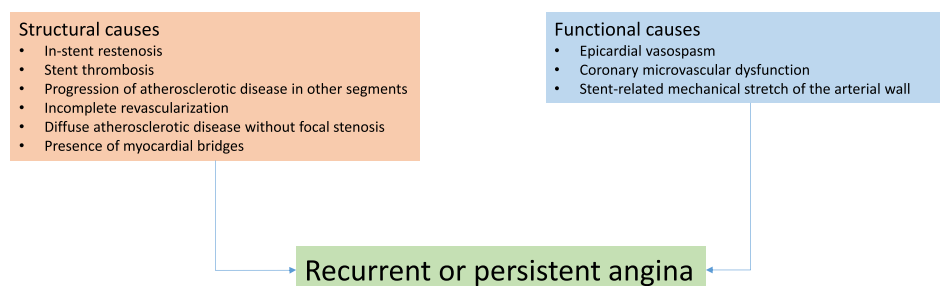 Structural causes
• In-stent restenosis
• Stent thrombosis
• Progression of atherosclerotic disease in other segments
• Incomplete revascularization
• Diffuse atherosclerotic disease without focal stenosis
• Presence of myocardial bridges
Functional causes
• Epicardial vasospasm
• Coronary microvascular dysfunction
• Stent-related mechanical stretch of the arterial wall
Recurrent or persistent angina